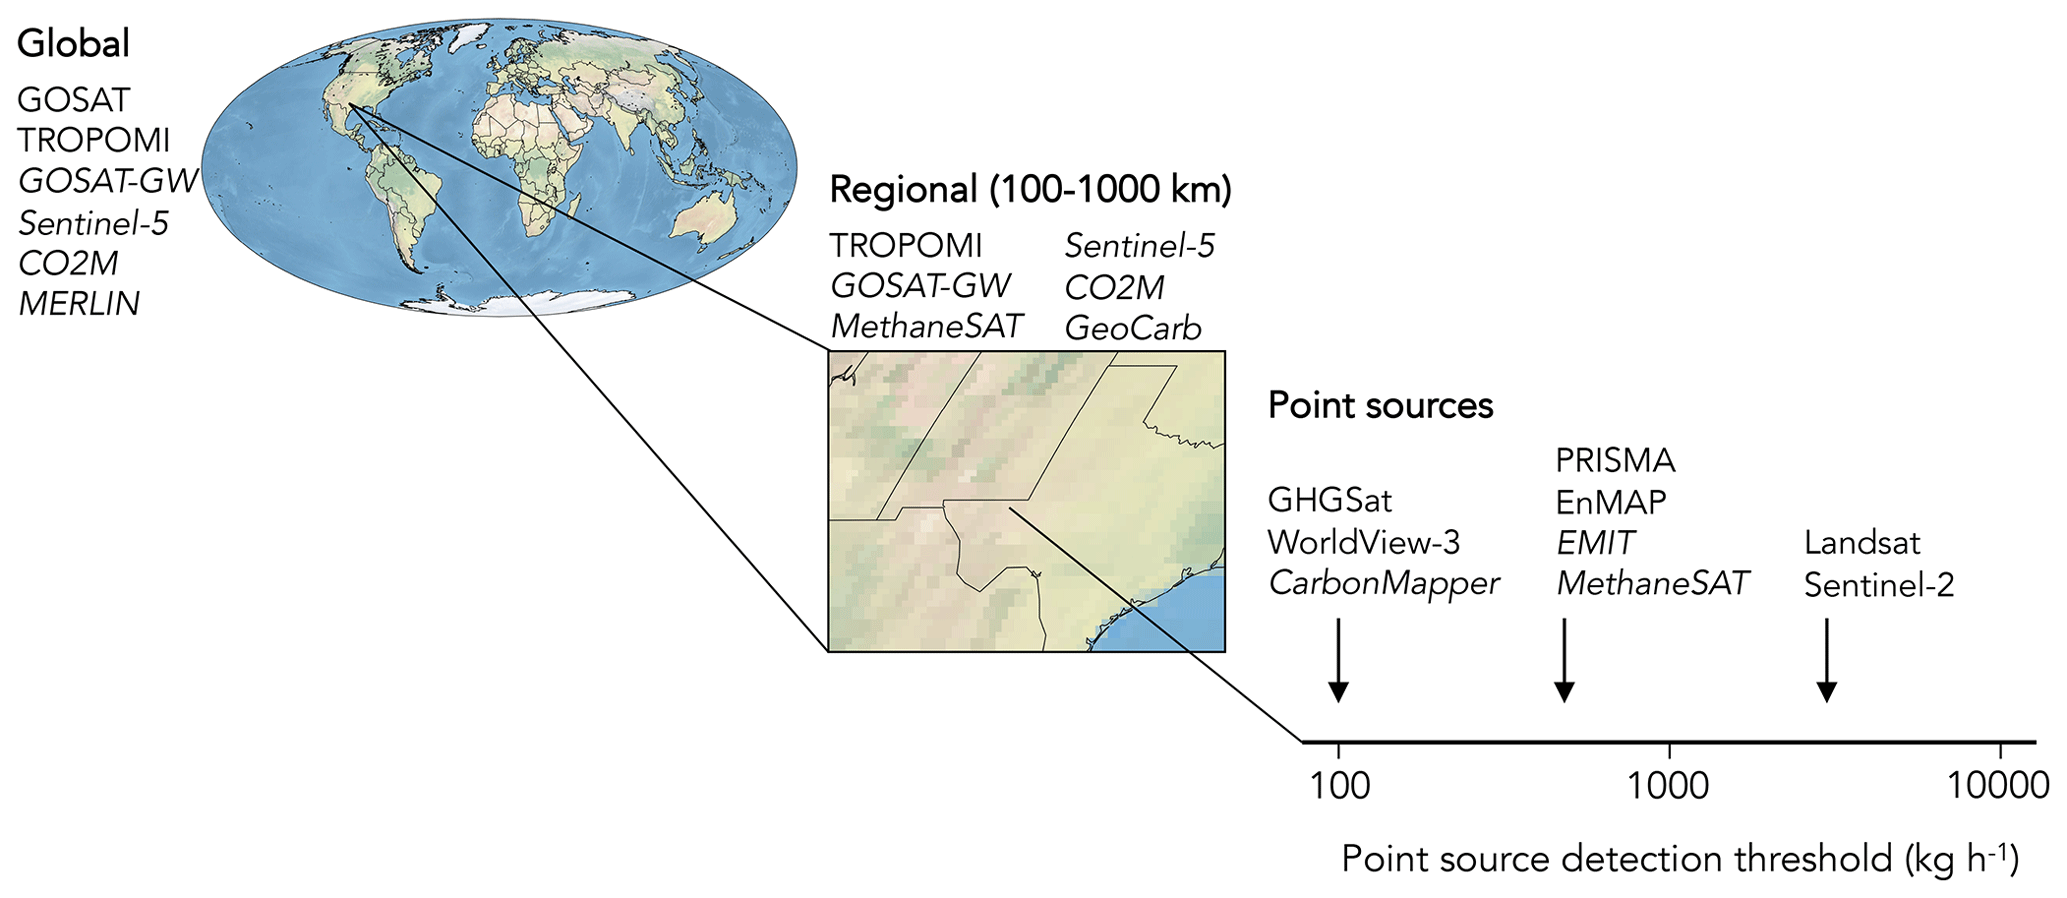 Global
GOSAT
TROPOMI
GOSAT-GW
Sentinel-5
CO2M
MERLIN
Regional (100-1000 km)
TROPOMI
GOSAT-GW
MethaneSAT
Sentinel-5
CO2M
GeoCarb
Point sources
GHGSat
WorldView-3
CarbonMapper
PRISMA
EnMAP
EMIT
MethaneSAT
Landsat
Sentinel-2
100
1000
10000
Point source detection threshold (kg h⁻¹)